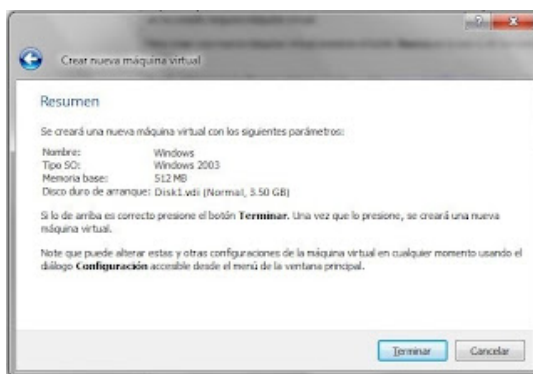 Crear nueva máquina virtual
Resumen
Se creará una nueva máquina virtual con los siguientes parámetros:
Nombre: Windows
Tipo SO: Windows 2003
Memoria base: 512 MB
Disco duro de arranque: Disk1.vdi (Normal, 3.50 GB)
Si lo de arriba es correcto presione el botón Terminar. Una vez que lo presione, se creará una nueva
máquina virtual.
Note que puede alterar estas y otras configuraciones de la máquina virtual en cualquier momento usando el
diálogo Configuración accesible desde el menú de la ventana principal.
Terminar Cancelar